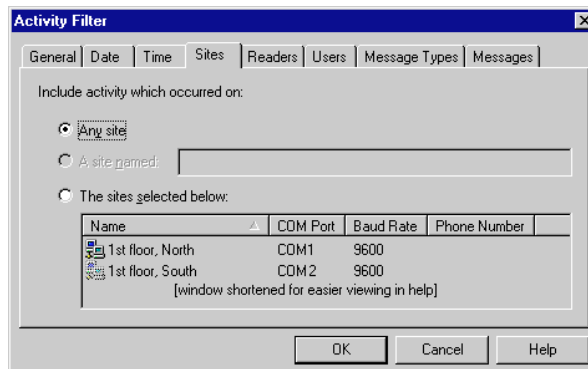 Activity Filter
General Date Time Sites Readers Users Message Types Messages
Include activity which occurred on:
Any site
A site named:
The sites selected below:
Name COM Port Baud Rate Phone Number
1st floor, North COM1 9600
1st floor, South COM2 9600
[window shortened for easier viewing in help]
OK Cancel Help